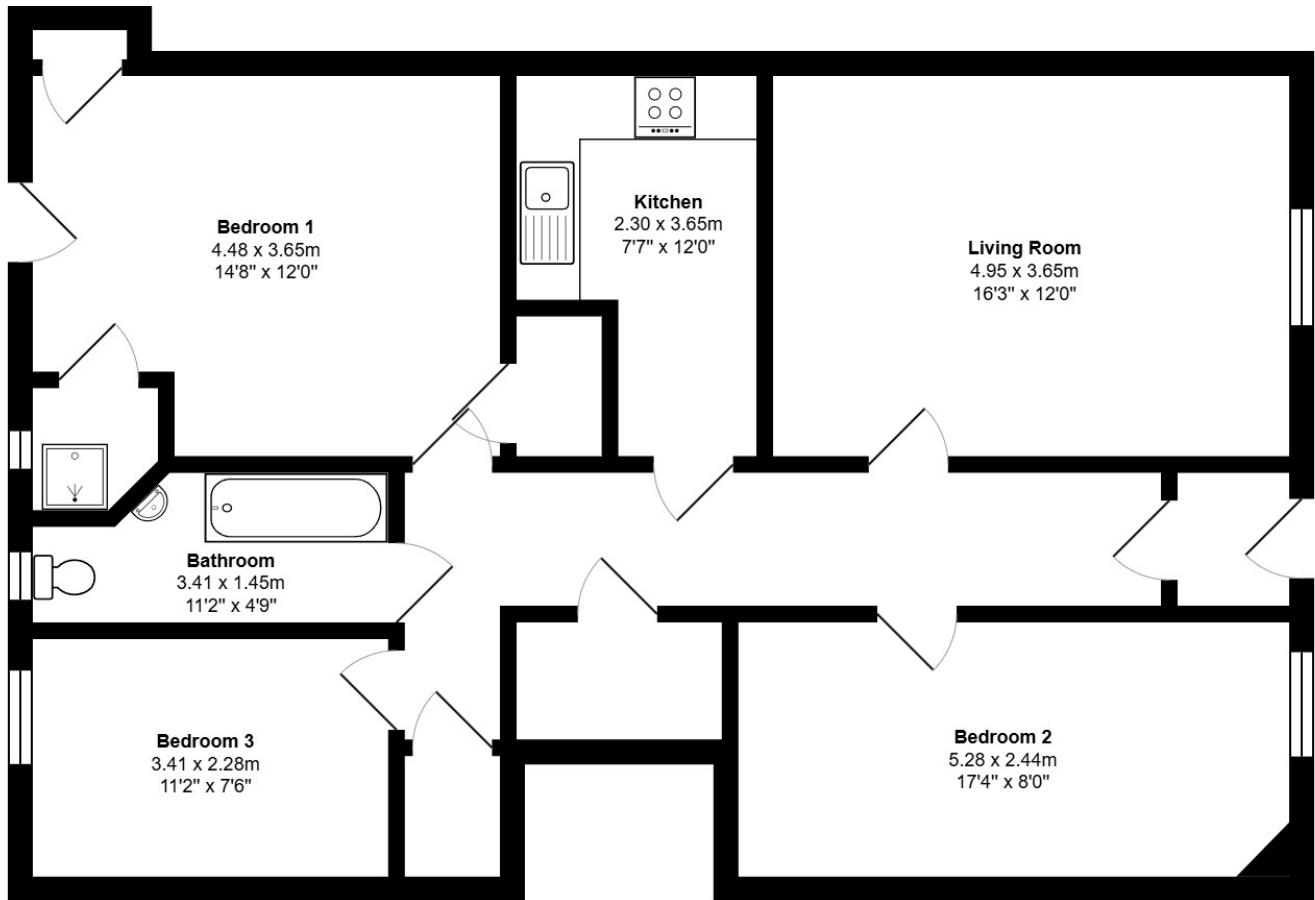 Bedroom 1
4.48 x 3.65m
14'8" x 12'0"
Kitchen
2.30 x 3.65m
7'7" x 12'0"
Living Room
4.95 x 3.65m
16'3" x 12'0"
Bathroom
3.41 x 1.45m
11'2" x 4'9"
Bedroom 3
3.41 x 2.28m
11'2" x 7'6"
Bedroom 2
5.28 x 2.44m
17'4" x 8'0"